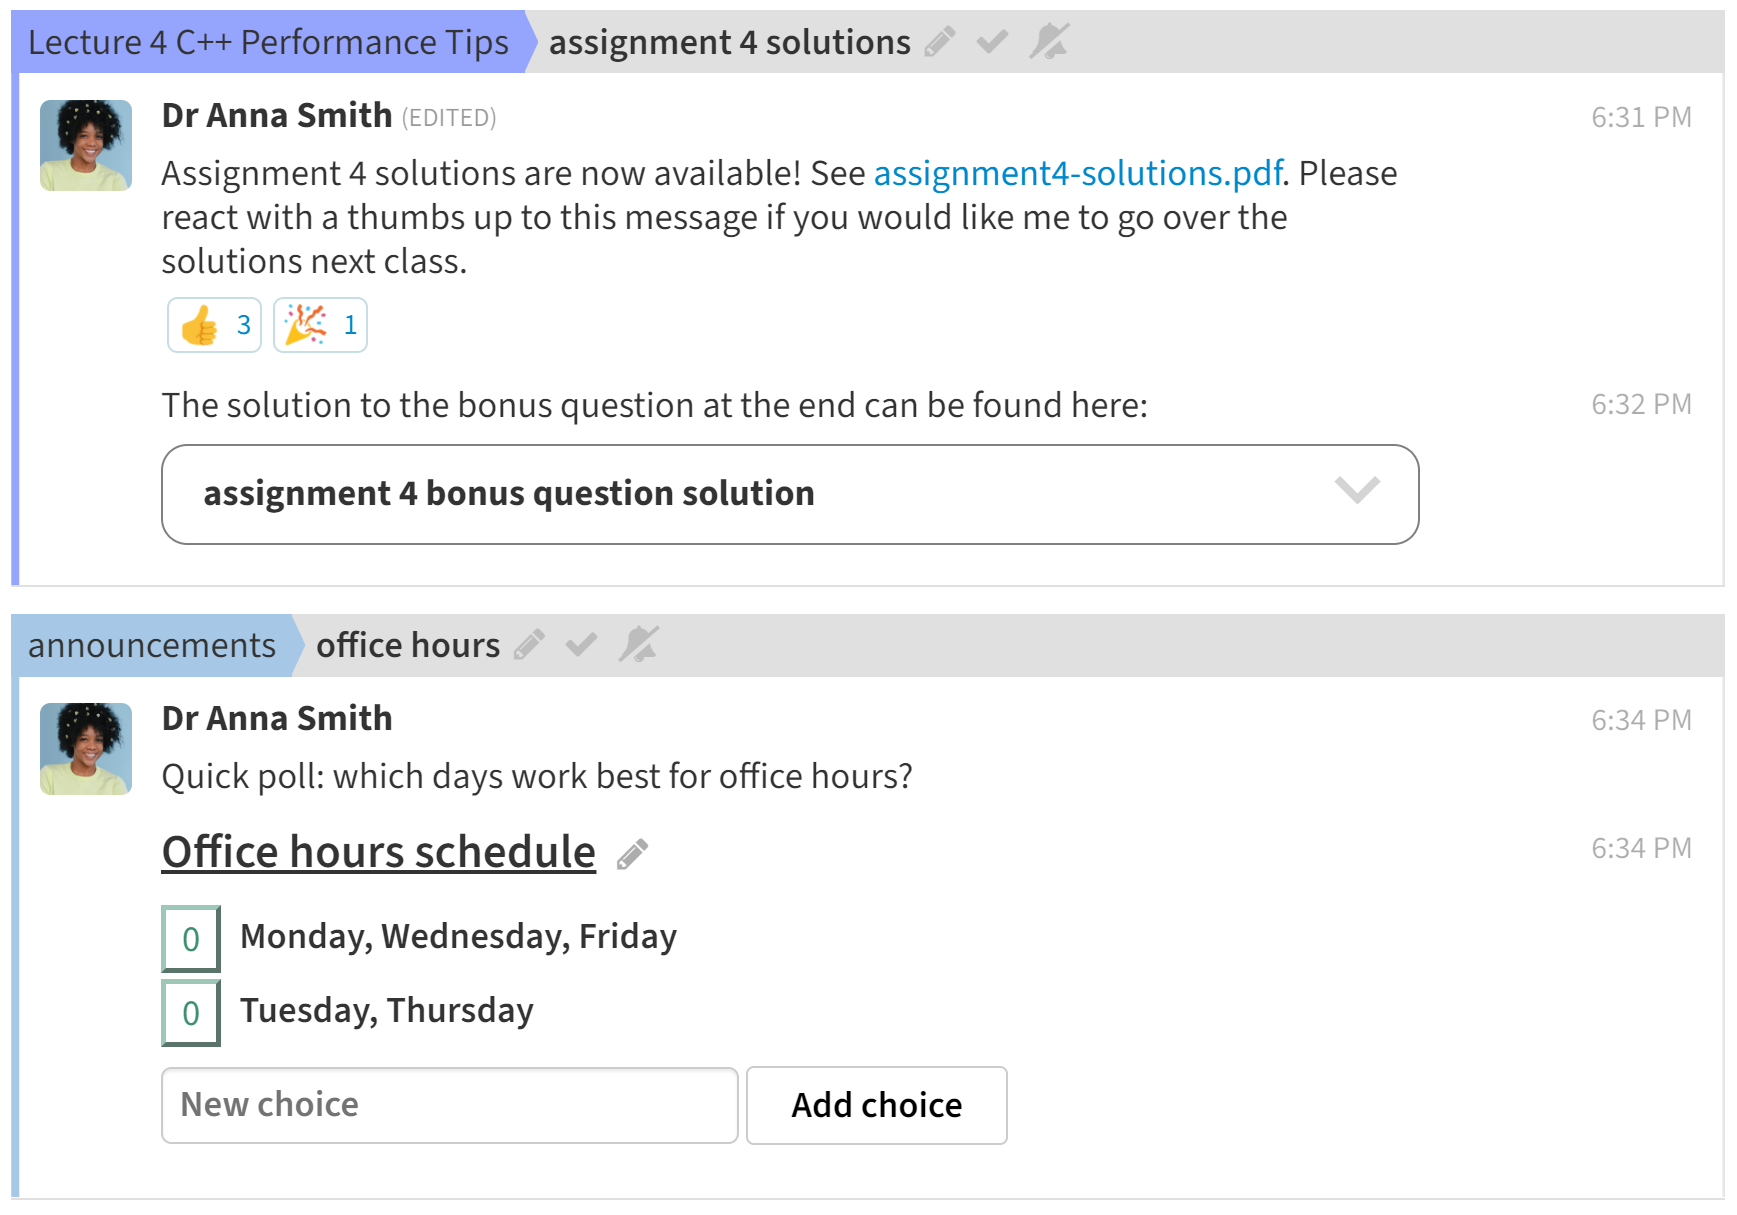 Lecture 4 C++ Performance Tips assignment 4 solutions
Dr Anna Smith (EDITED) 6:31 PM
Assignment 4 solutions are now available! See assignment4-solutions.pdf. Please
react with a thumbs up to this message if you would like me to go over the
solutions next class.
3 1
The solution to the bonus question at the end can be found here: 6:32 PM
assignment 4 bonus question solution
announcements office hours
Dr Anna Smith 6:34 PM
Quick poll: which days work best for office hours?
Office hours schedule 6:34 PM
0 Monday, Wednesday, Friday
0 Tuesday, Thursday
New choice Add choice